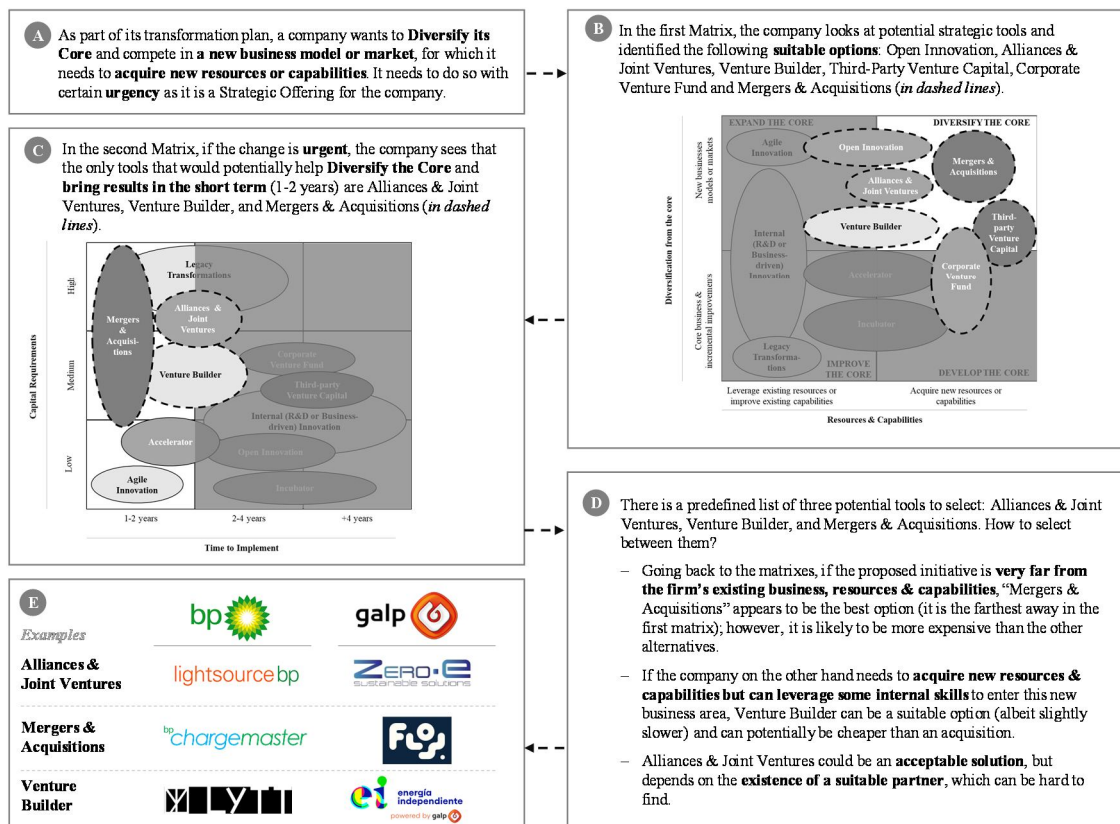 A
As part of its transformation plan, a company wants to Diversify its
Core and compete in a new business model or market, for which it
needs to acquire new resources or capabilities. It needs to do so with
certain urgency as it is a Strategic Offering for the company.
B
In the first Matrix, the company looks at potential strategic tools and
identified the following suitable options: Open Innovation, Alliances &
Joint Ventures, Venture Builder, Third-Party Venture Capital, Corporate
Venture Fund and Mergers & Acquisitions (in dashed lines).
EXPAND THE CORE
DIVERSIFY THE CORE
Agile
Innovation
Open Innovation
Mergers &
Acquisitions
Alliances &
Joint Ventures
Venture Builder
Third-
party
Venture
Capital
Internal
(R&D or
Business-
driven)
Innovation
Accelerator
Corporate
Venture
Fund
Incubator
Legacy
Transforma-
tions
IMPROVE
THE CORE
DEVELOP THE CORE
Diversification from the core
New businesses
models or markets
Core business &
incremental improvements
Leverage existing resources or
improve existing capabilities
Acquire new resources or
capabilities
Resources & Capabilities
C
In the second Matrix, if the change is urgent, the company sees that
the only tools that would potentially help Diversify the Core and
bring results in the short term (1-2 years) are Alliances & Joint
Ventures, Venture Builder, and Mergers & Acquisitions (in dashed
lines).
Capital Requirements
High
Medium
Low
Legacy
Transformations
Mergers
&
Acquisi-
tions
Alliances &
Joint
Ventures
Venture Builder
Corporate
Venture Fund
Third-party
Venture Capital
Internal (R&D or Business-
driven) Innovation
Accelerator
Open Innovation
Agile
Innovation
Incubator
1-2 years
2-4 years
+4 years
Time to Implement
D
There is a predefined list of three potential tools to select: Alliances & Joint
Ventures, Venture Builder, and Mergers & Acquisitions. How to select
between them?
– Going back to the matrixes, if the proposed initiative is very far from
the firm's existing business, resources & capabilities, “Mergers &
Acquisitions” appears to be the best option (it is the farthest away in the
first matrix); however, it is likely to be more expensive than the other
alternatives.
– If the company on the other hand needs to acquire new resources &
capabilities but can leverage some internal skills to enter this new
business area, Venture Builder can be a suitable option (albeit slightly
slower) and can potentially be cheaper than an acquisition.
– Alliances & Joint Ventures could be an acceptable solution, but
depends on the existence of a suitable partner, which can be hard to
find.
E
Examples
bp
galp
Alliances &
Joint Ventures
lightsource bp
ZERO-E
sustainable solutions
Mergers &
Acquisitions
bp chargemaster
FLOW
Venture
Builder
ei energía
independiente
powered by galp